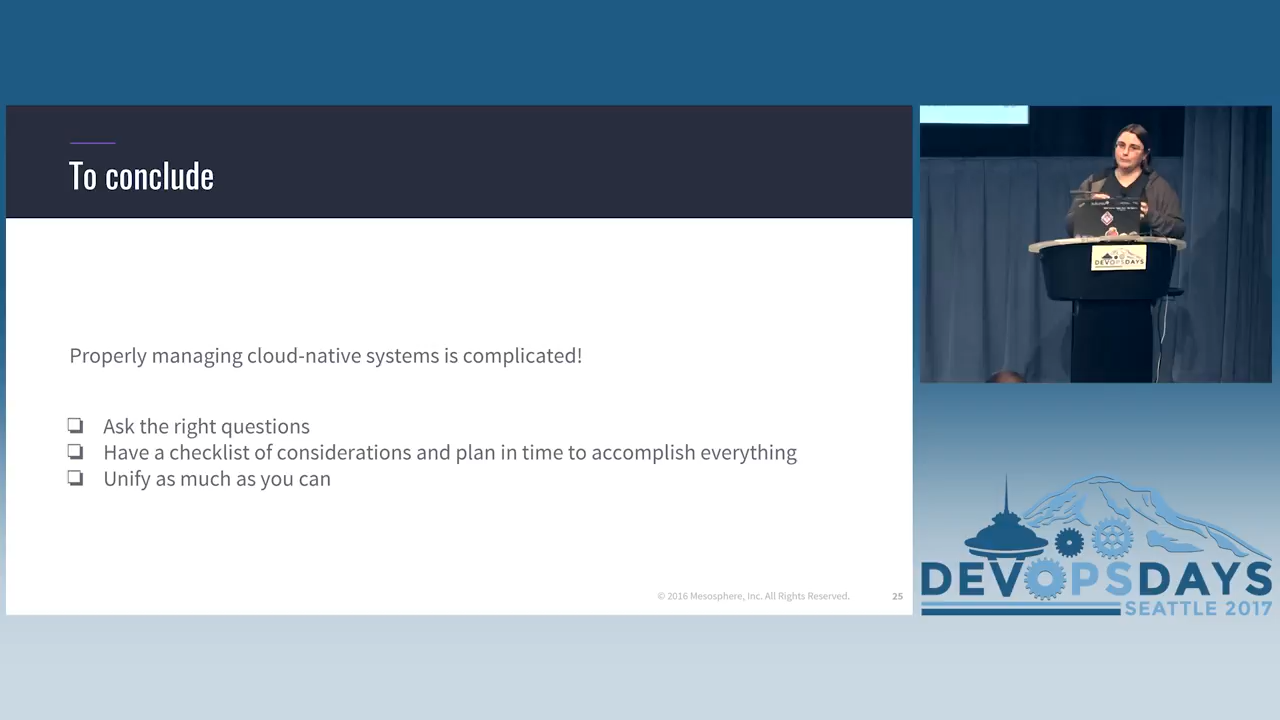 To conclude
Properly managing cloud-native systems is complicated!
❏ Ask the right questions
❏ Have a checklist of considerations and plan in time to accomplish everything
❏ Unify as much as you can
© 2016 Mesosphere, Inc. All Rights Reserved.
25
DEVOPSDAYS
DEVOPSDAYS
SEATTLE 2017